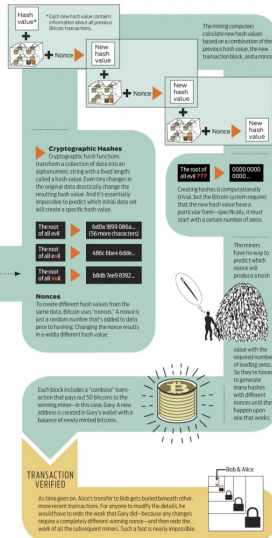 Hash
value*
* Each new hash value contains
information about all previous
Bitcoin transactions.
+
+ Nonce
New
hash
value
+
+ Nonce
New
hash
value
+
+ Nonce
New
hash
value
The mining computers
calculate new hash values
based on a combination of the
previous hash value, the new
transaction block, and a nonce.
Cryptographic Hashes
Cryptographic hash functions
transform a collection of data into an
alphanumeric string with a fixed length,
called a hash value. Even tiny changes in
the original data drastically change the
resulting hash value. And it's essentially
impossible to predict which initial data set
will create a specific hash value.
The root
of all evil
6d0a 1899 086a...
(56 more characters)
The root
of all
486c 6be4 6dde...
The root
of all
b8db 7ee9 8392...
Nonces
To create different hash values from the
same data, Bitcoin uses "nonces." A nonce is
just a random number that's added to data
prior to hashing. Changing the nonce results
in a wildly different hash value.
The root of
all evil ???
0000 0000
0000 ...
Creating hashes is computationally
trivial, but the Bitcoin system requires
that the new hash value have a
particular form—specifically, it must
start with a certain number of zeros.
The miners
have no way to
predict which
nonce will
produce a hash
value with the
required number
of leading zeros.
So they're forced
to generate
many hashes
with different
nonces until they
happen upon
one that works.
Each block includes a "coinbase" trans-
action that pays out 50 bitcoins to the
winning miner—in this case, Gary. A new
address is created in Gary's wallet with a
balance of newly minted bitcoins.
TRANSACTION
VERIFIED
As time goes on, Alice's transfer to Bob gets buried beneath other,
more recent transactions. For anyone to modify the details, he
would have to redo the work that Gary did—because any changes
require a completely different winning nonce—and then redo the
work of all the subsequent miners. Such a feat is nearly impossible.
Bob & Alice